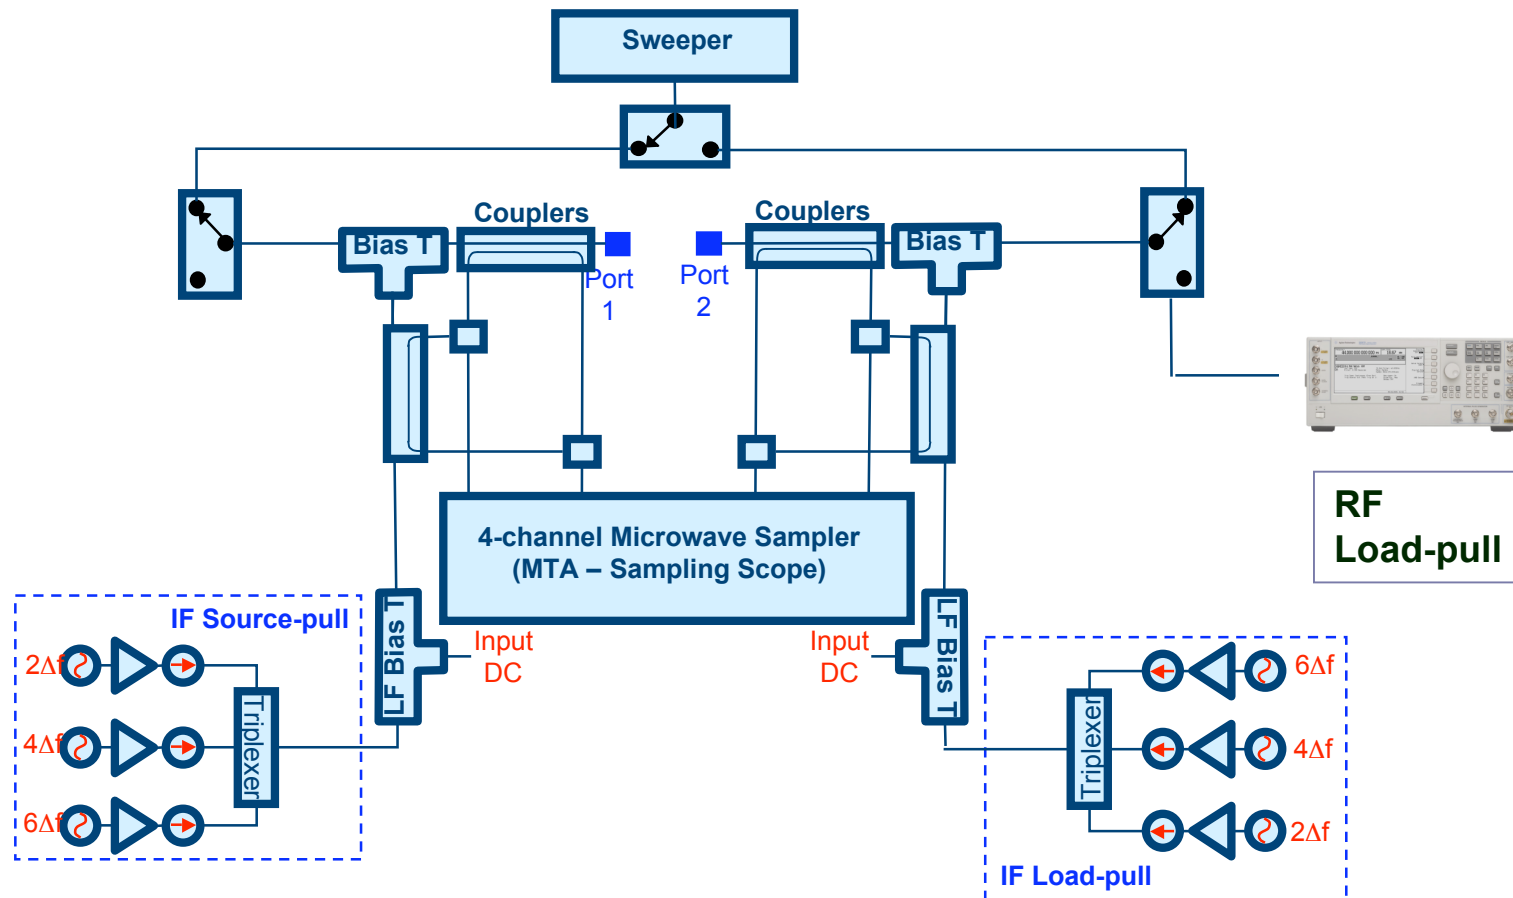 Sweeper
Couplers
Couplers
Bias T
Bias T
Port
1
Port
2
4-channel Microwave Sampler
(MTA – Sampling Scope)
RF
Load-pull
IF Source-pull
LF Bias T
Input
DC
Input
DC
LF Bias T
2Δf
4Δf
6Δf
Triplexer
Triplexer
6Δf
4Δf
2Δf
IF Load-pull